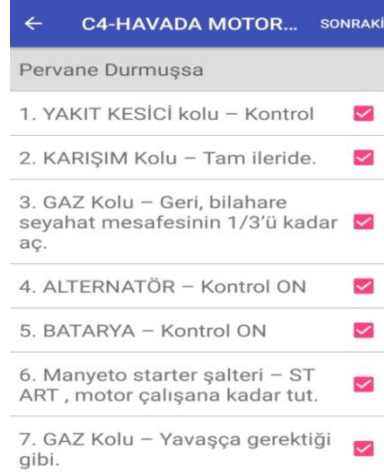 C4-HAVADA MOTOR... SONRAKİ
Pervane Durmuşsa
1. YAKIT KESİCİ kolu – Kontrol
2. KARIŞIM Kolu – Tam ileride.
3. GAZ Kolu – Geri, bilahare
seyahat mesafesinin 1/3'ü kadar
aç.
4. ALTERNATÖR – Kontrol ON
5. BATARYA – Kontrol ON
6. Manyeto starter şalteri – ST
ART , motor çalışana kadar tut.
7. GAZ Kolu – Yavaşça gerektiği
gibi.